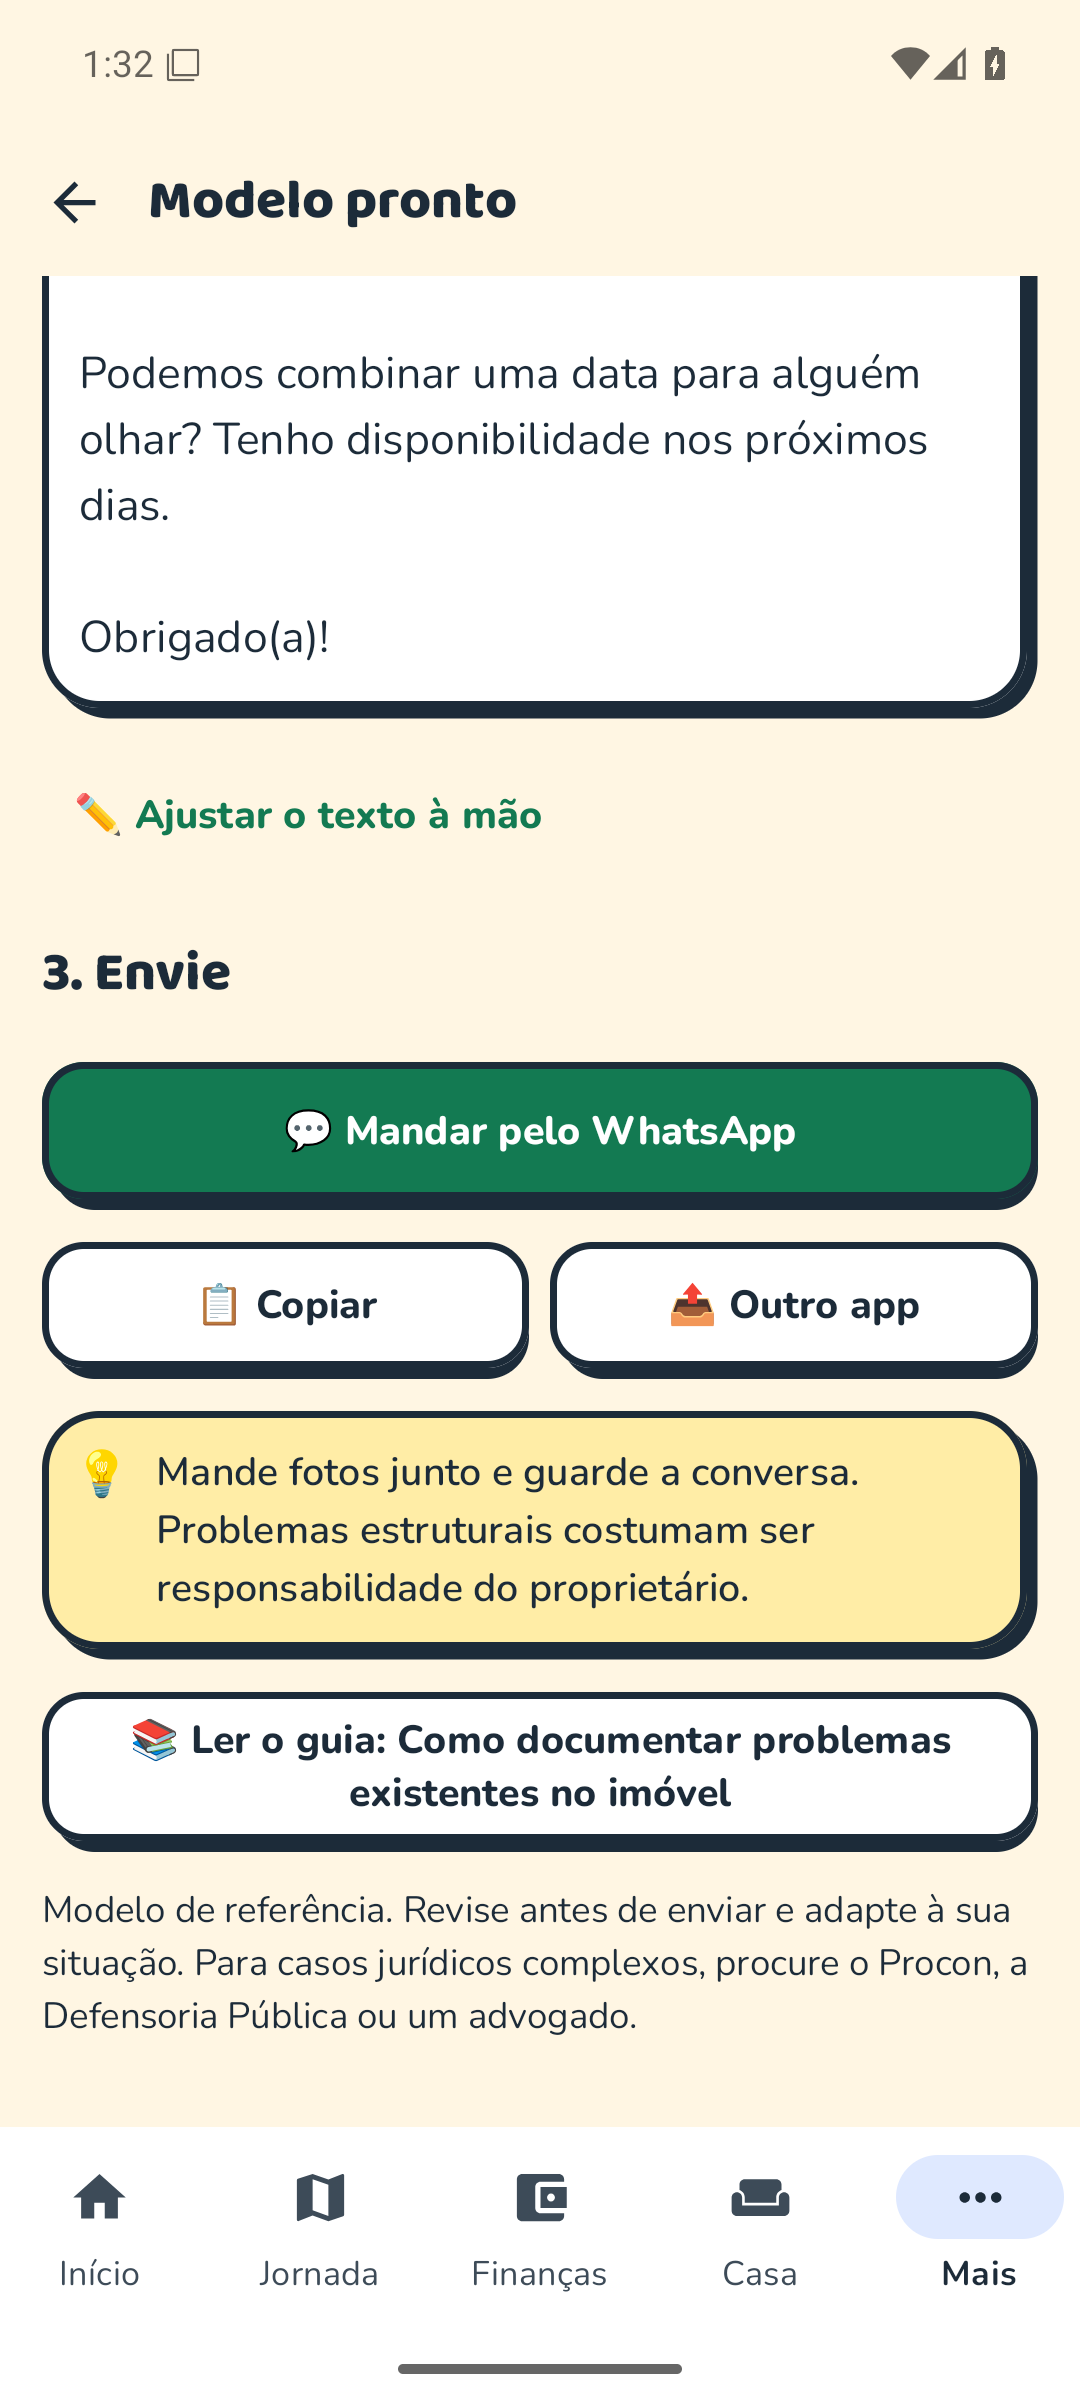 1:32
Modelo pronto
Podemos combinar uma data para alguém
olhar? Tenho disponibilidade nos próximos
dias.
Obrigado(a)!
Ajustar o texto à mão
3. Envie
Mandar pelo WhatsApp
Copiar
Outro app
Mande fotos junto e guarde a conversa.
Problemas estruturais costumam ser
responsabilidade do proprietário.
Ler o guia: Como documentar problemas
existentes no imóvel
Modelo de referência. Revise antes de enviar e adapte à sua
situação. Para casos jurídicos complexos, procure o Procon, a
Defensoria Pública ou um advogado.
Início
Jornada
Finanças
Casa
Mais